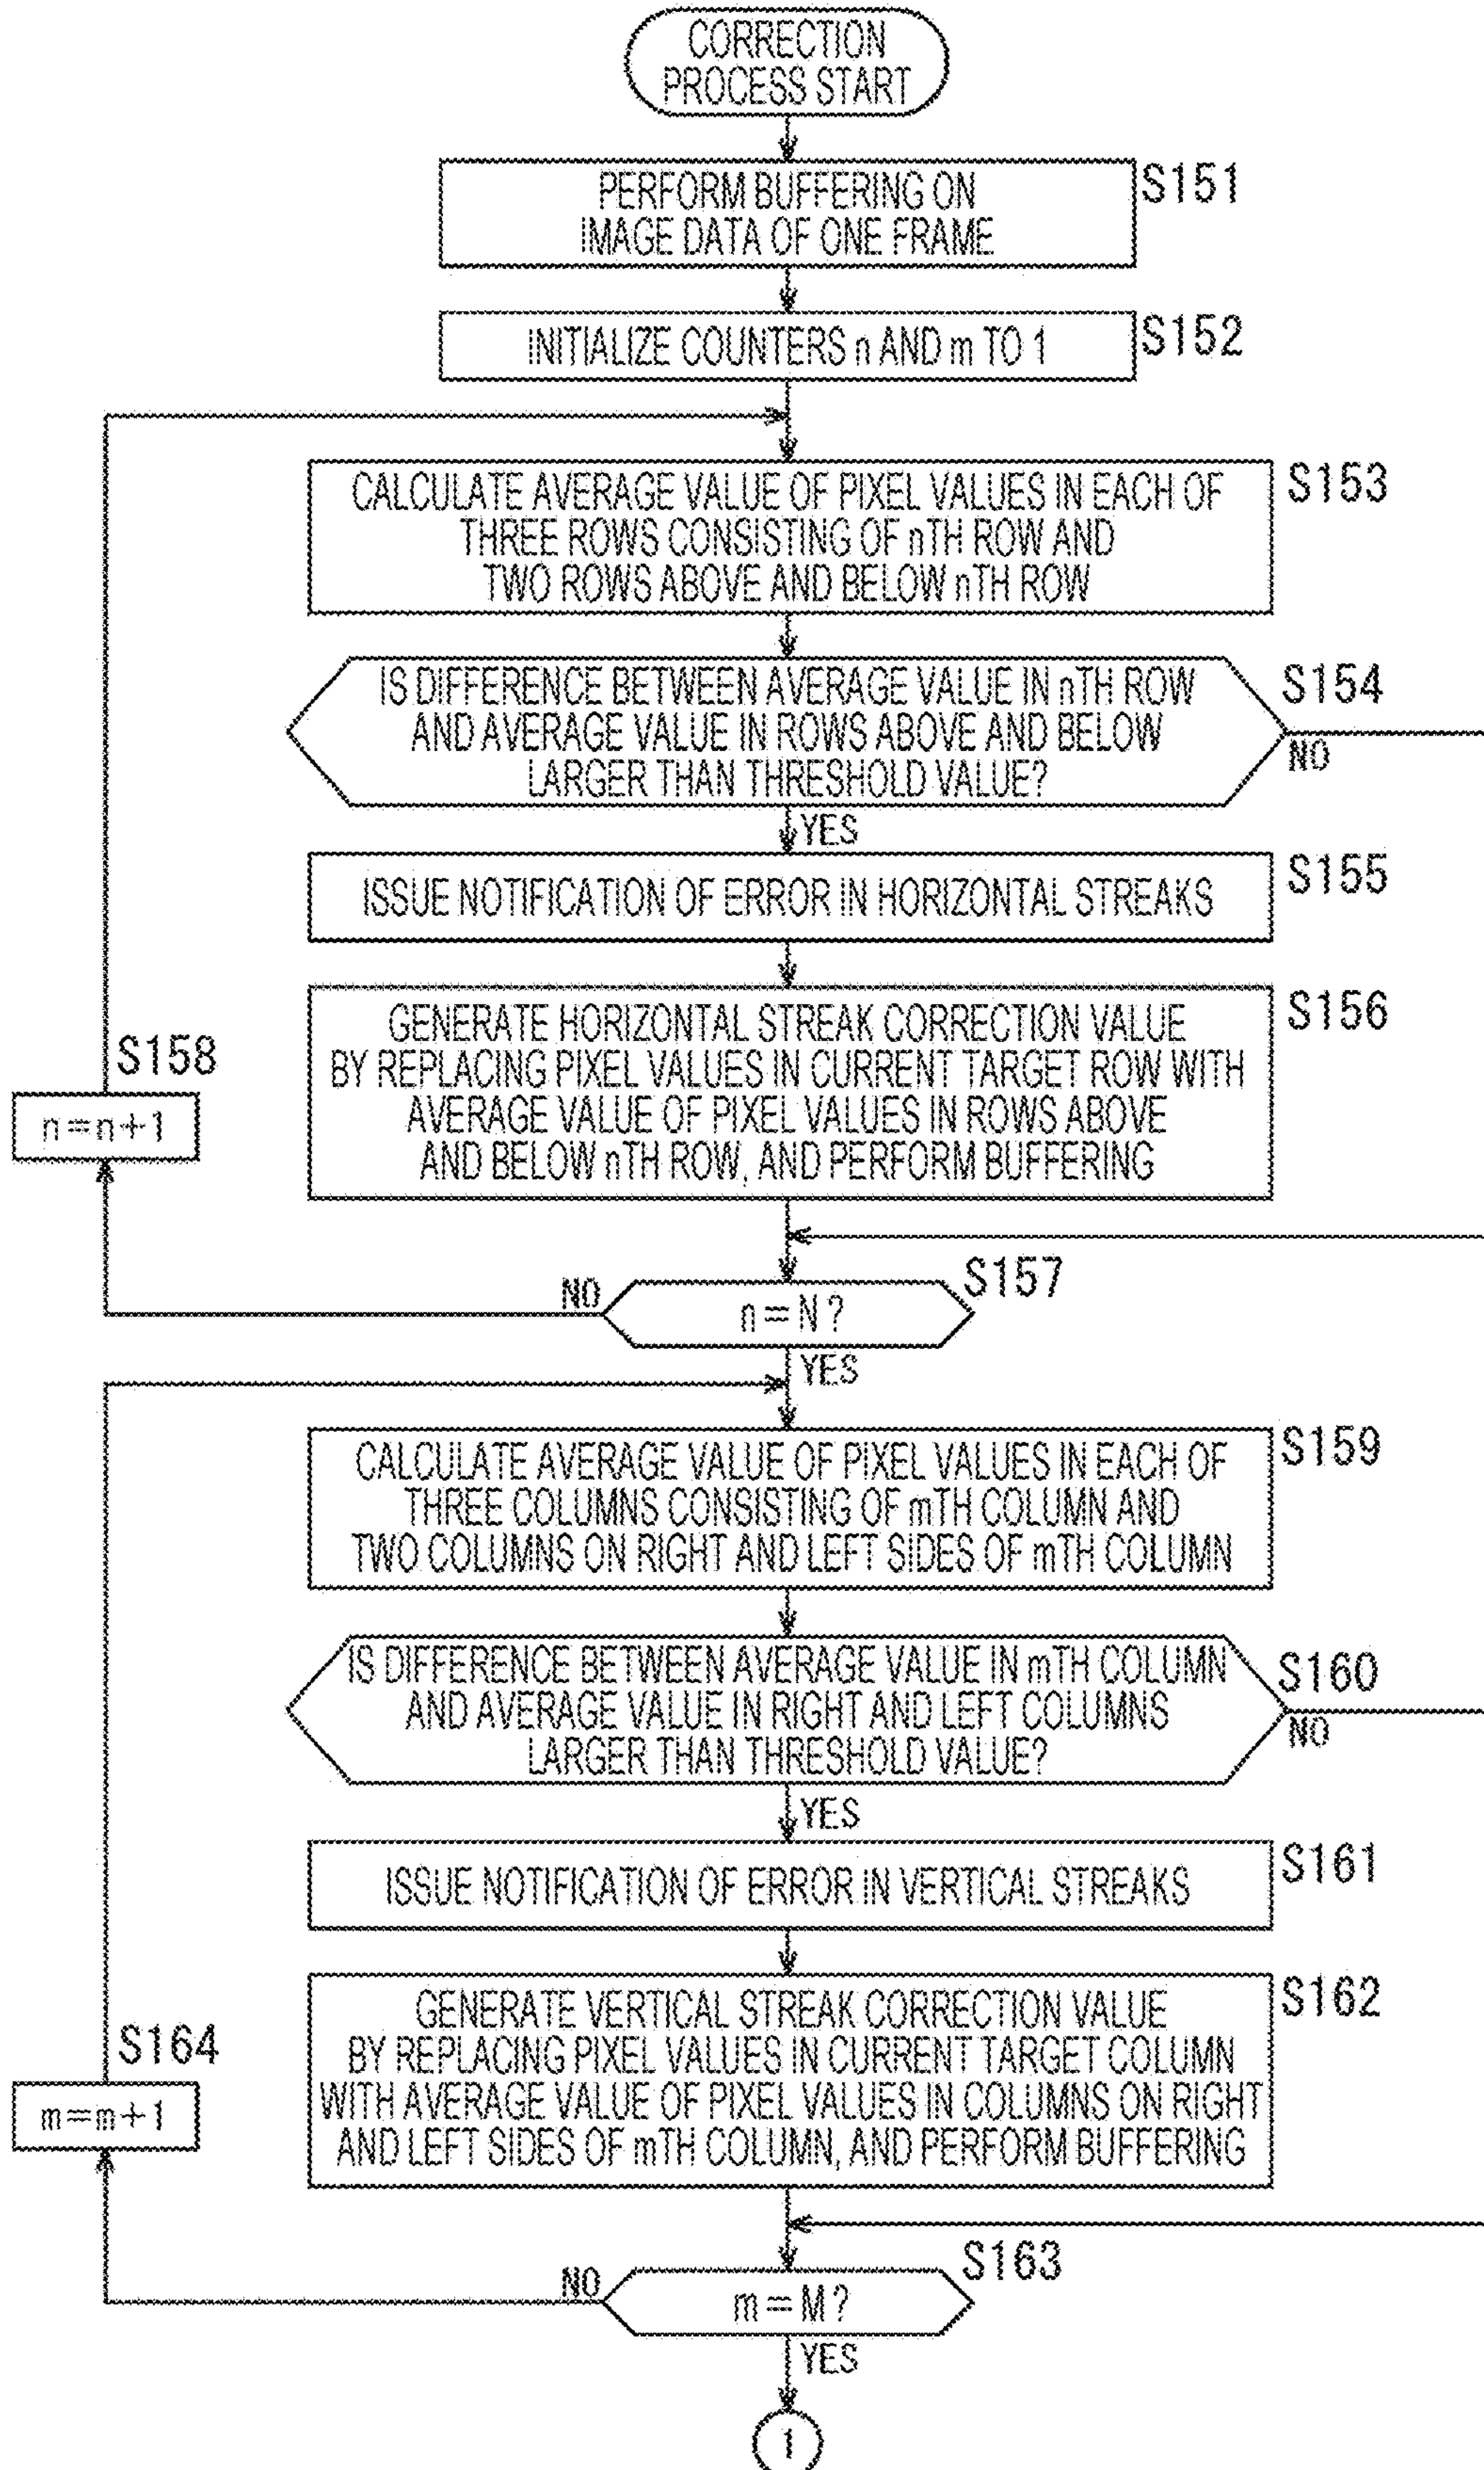 CORRECTION
PROCESS START
PERFORM BUFFERING ON
IMAGE DATA OF ONE FRAME
S151
INITIALIZE COUNTERS n AND m TO 1
S152
CALCULATE AVERAGE VALUE OF PIXEL VALUES IN EACH OF
THREE ROWS CONSISTING OF nTH ROW AND
TWO ROWS ABOVE AND BELOW nTH ROW
S153
IS DIFFERENCE BETWEEN AVERAGE VALUE IN nTH ROW
AND AVERAGE VALUE IN ROWS ABOVE AND BELOW
LARGER THAN THRESHOLD VALUE?
S154
NO
YES
ISSUE NOTIFICATION OF ERROR IN HORIZONTAL STREAKS
S155
GENERATE HORIZONTAL STREAK CORRECTION VALUE
BY REPLACING PIXEL VALUES IN CURRENT TARGET ROW WITH
AVERAGE VALUE OF PIXEL VALUES IN ROWS ABOVE
AND BELOW nTH ROW, AND PERFORM BUFFERING
S156
S158
n=n+1
S157
NO
n=N?
YES
CALCULATE AVERAGE VALUE OF PIXEL VALUES IN EACH OF
THREE COLUMNS CONSISTING OF mTH COLUMN AND
TWO COLUMNS ON RIGHT AND LEFT SIDES OF mTH COLUMN
S159
IS DIFFERENCE BETWEEN AVERAGE VALUE IN mTH COLUMN
AND AVERAGE VALUE IN RIGHT AND LEFT COLUMNS
LARGER THAN THRESHOLD VALUE?
S160
NO
YES
ISSUE NOTIFICATION OF ERROR IN VERTICAL STREAKS
S161
GENERATE VERTICAL STREAK CORRECTION VALUE
BY REPLACING PIXEL VALUES IN CURRENT TARGET COLUMN
WITH AVERAGE VALUE OF PIXEL VALUES IN COLUMNS ON RIGHT
AND LEFT SIDES OF mTH COLUMN, AND PERFORM BUFFERING
S162
S164
m=m+1
S163
NO
m=M?
YES
1